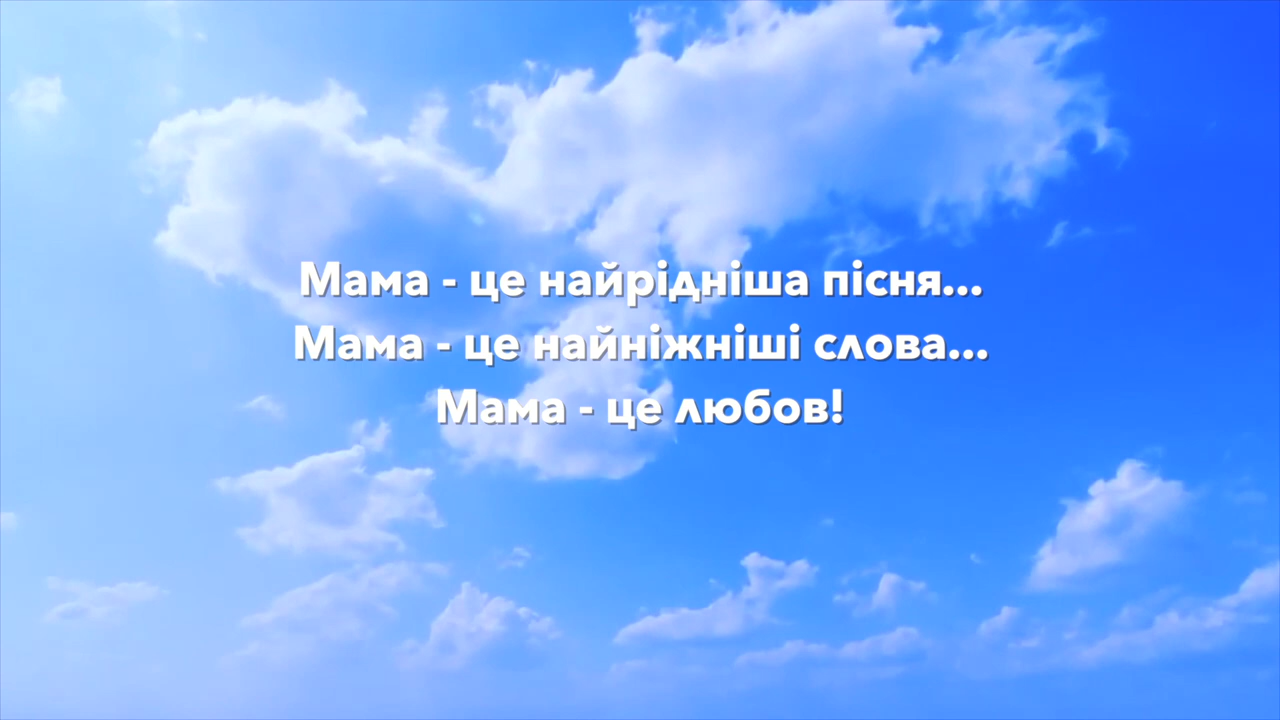 Мама - це найрідніша пісня...
Мама - це найніжніші слова...
Мама - це любов!